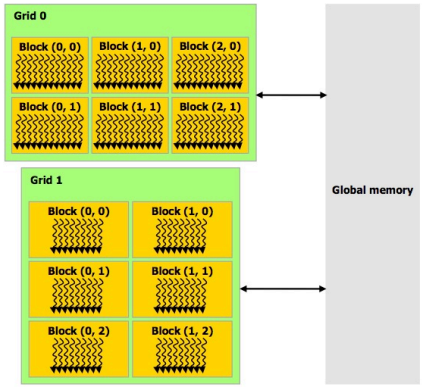 Grid 0
Block (0, 0) Block (1, 0) Block (2, 0)
Block (0, 1) Block (1, 1) Block (2, 1)
Grid 1
Global memory
Block (0, 0) Block (1, 0)
Block (0, 1) Block (1, 1)
Block (0, 2) Block (1, 2)